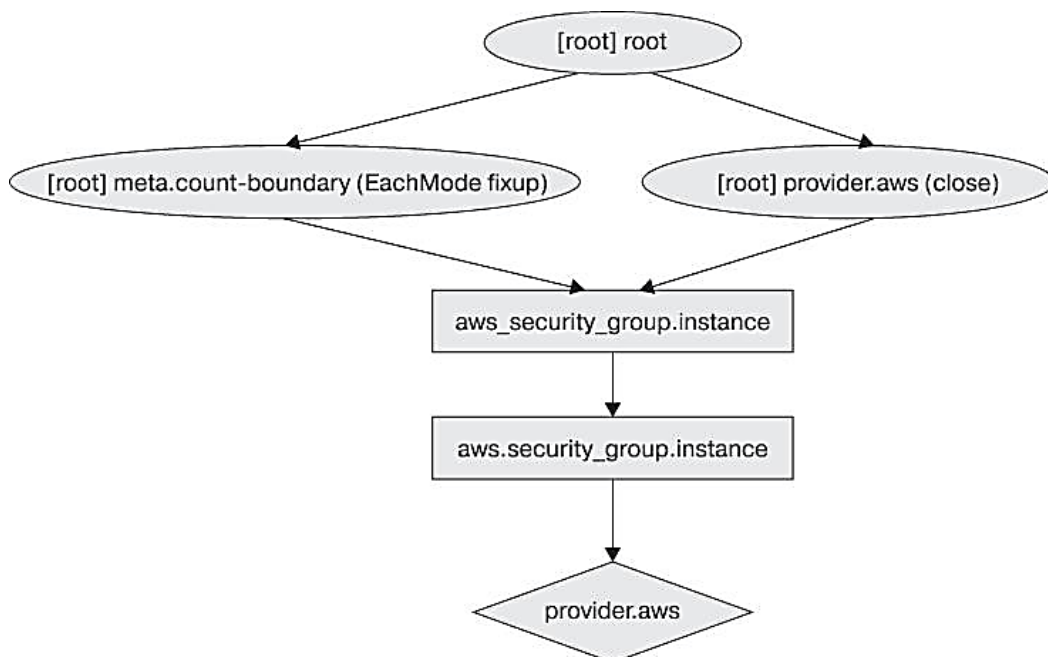 [root] root
[root] meta.count-boundary (EachMode fixup)
[root] provider.aws (close)
aws_security_group.instance
aws.security_group.instance
provider.aws